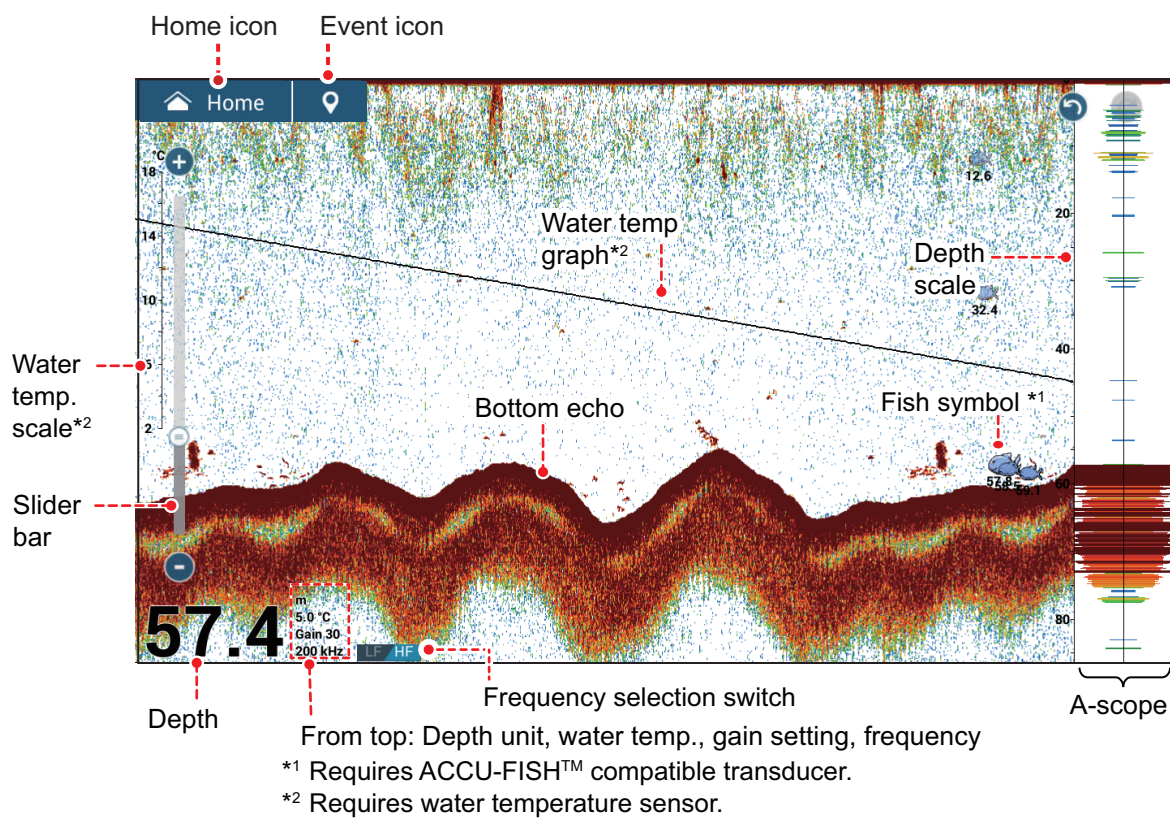 Home icon
Event icon
Home
°C
18
14
10
6
2
12.6
20
Water temp
graph*2
Depth
scale
32.4
40
Water
temp.
scale*2
Bottom echo
Fish symbol *1
57.8
59.1
60
Slider
bar
57.4
m
5.0 °C
Gain 30
200 kHz
LF HF
80
Depth
Frequency selection switch
A-scope
From top: Depth unit, water temp., gain setting, frequency
*1 Requires ACCU-FISH™ compatible transducer.
*2 Requires water temperature sensor.